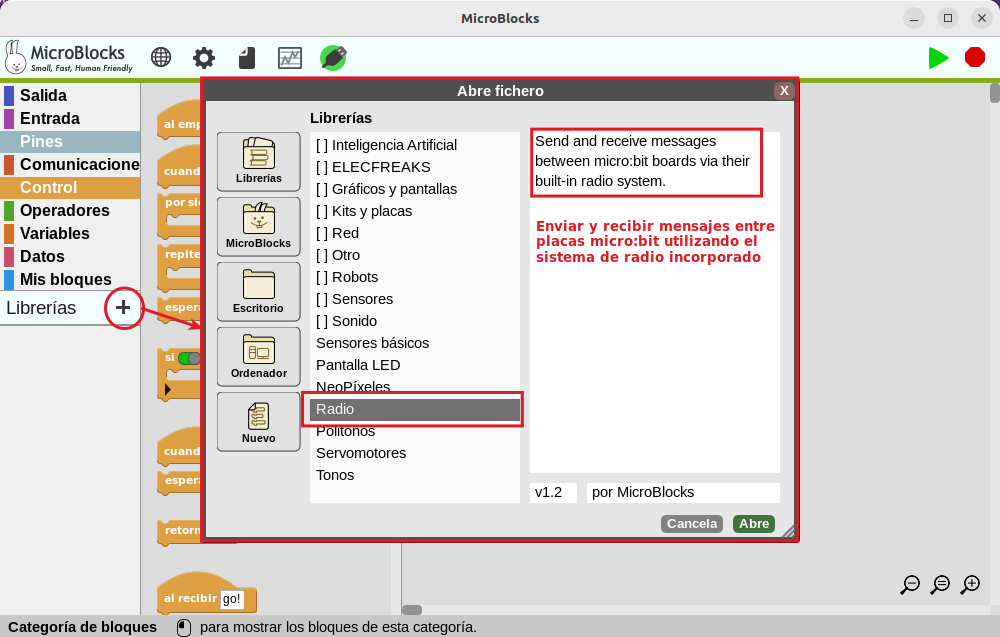 MicroBlocks
MicroBlocks
Small, Fast, Human Friendly
Salida
Entrada
Pines
Comunicacione
Control
Operadores
Variables
Datos
Mis bloques
Librerías +
al emp
cuand
por si
repite
espera
si
cuand
espera
retorn
al recibir go!
Abre fichero
X
Librerías
Librerías
MicroBlocks
Escritorio
Ordenador
Nuevo
[ ] Inteligencia Artificial
[ ] ELECFREAKS
[ ] Gráficos y pantallas
[ ] Kits y placas
[ ] Red
[ ] Otro
[ ] Robots
[ ] Sensores
[ ] Sonido
Sensores básicos
Pantalla LED
NeoPíxeles
Radio
Politonos
Servomotores
Tonos
Send and receive messages
between micro:bit boards via their
built-in radio system.
Enviar y recibir mensajes entre
placas micro:bit utilizando el
sistema de radio incorporado
v1.2
por MicroBlocks
Cancela
Abre
Categoría de bloques para mostrar los bloques de esta categoría.